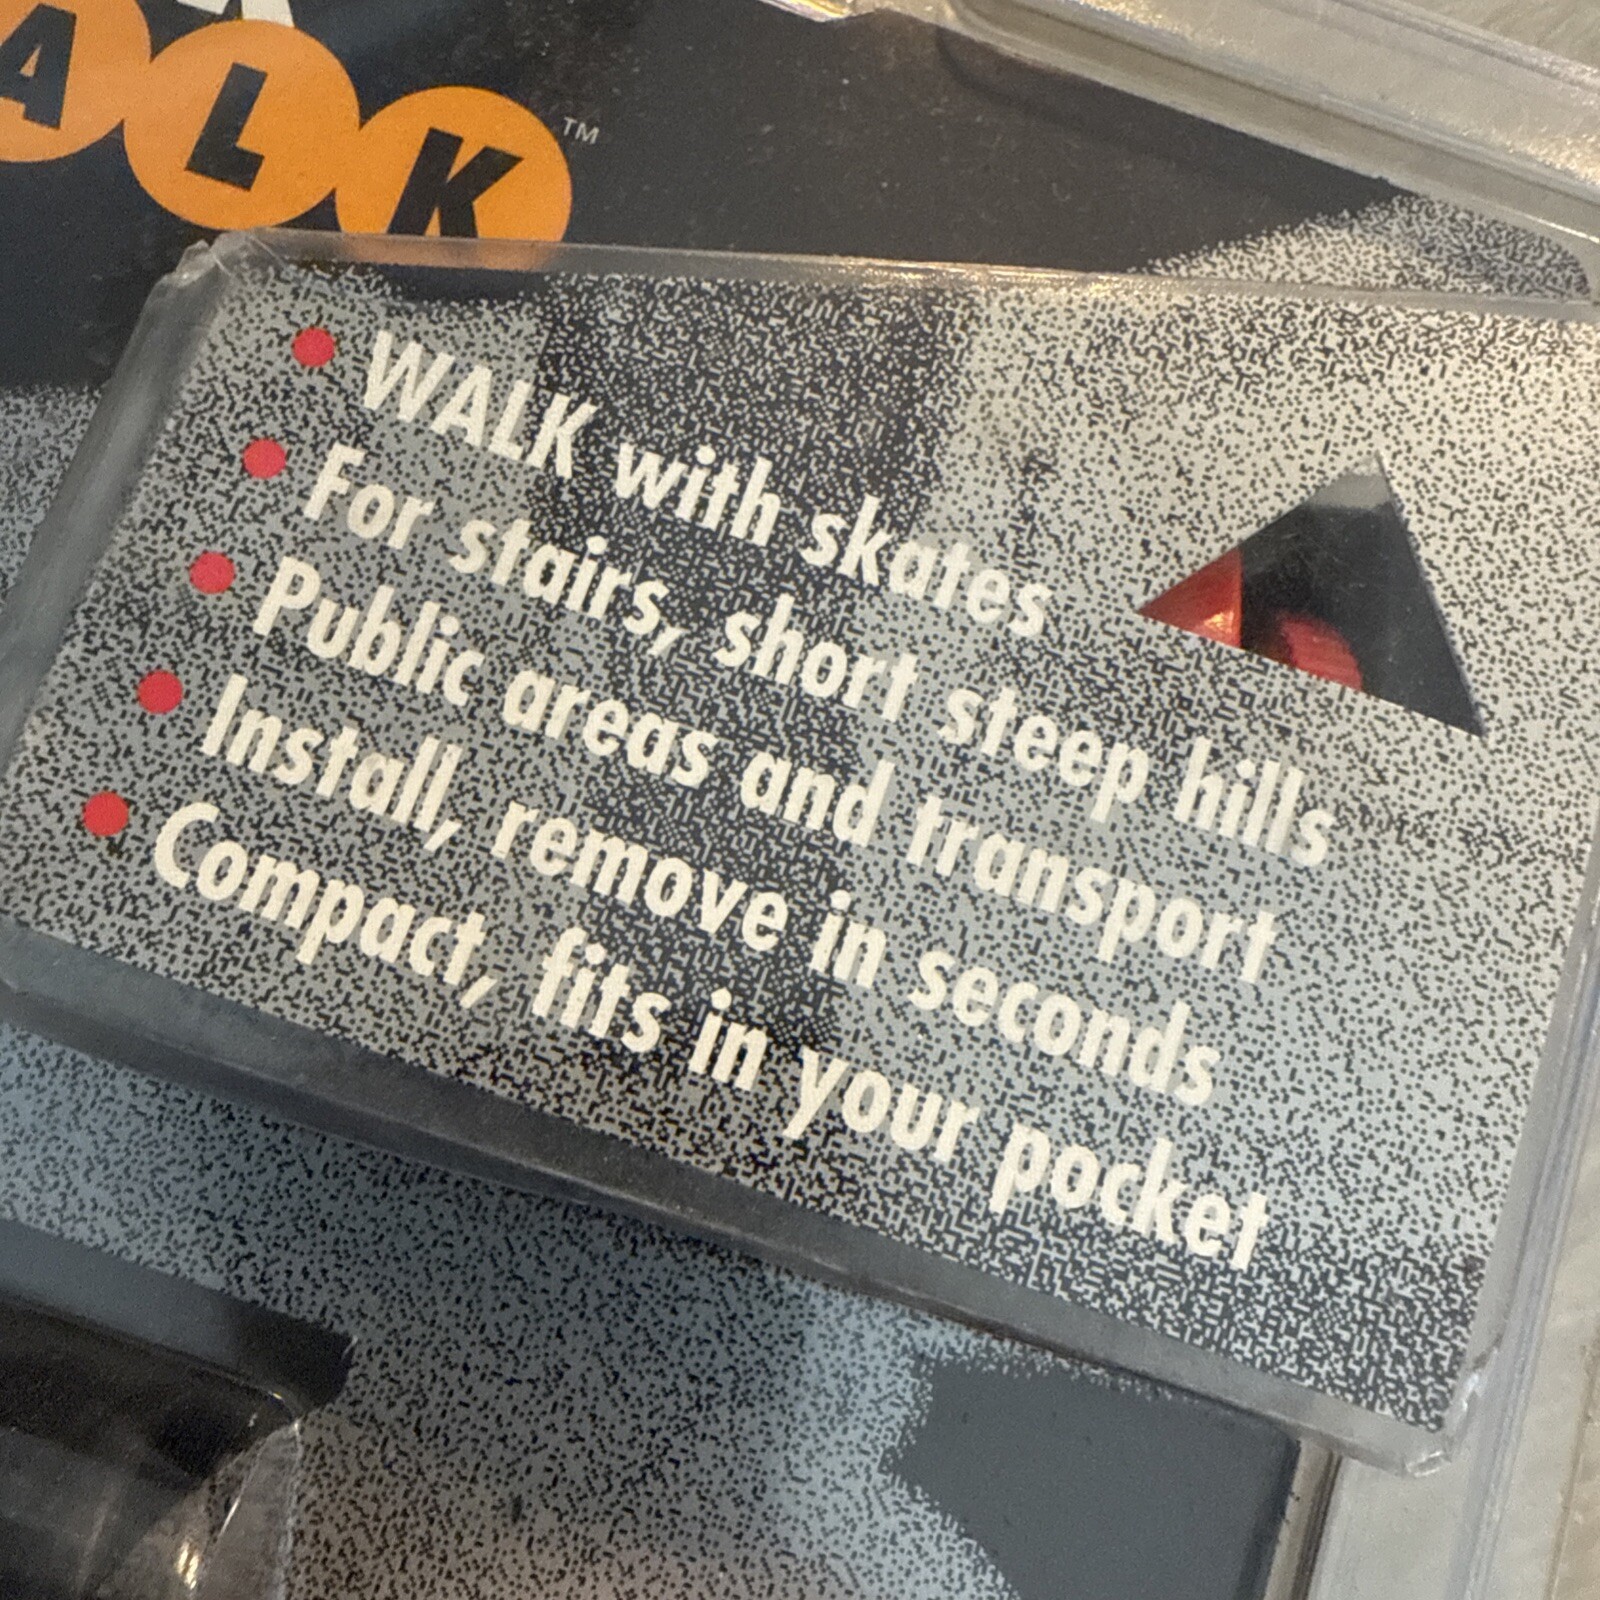 ALK™
WALK with skates
For stairs, short steep hills
Public areas and transport
Install, remove in seconds
Compact, fits in your pocket